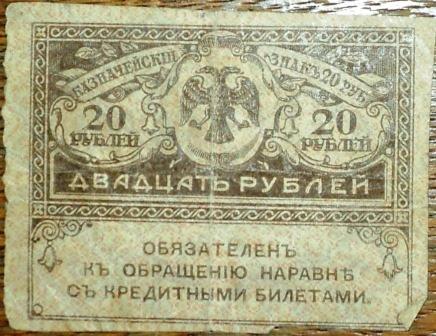 КАЗНАЧЕЙСКІЙ ЗНАКЪ 20 РУБ.
20 РУБЛЕЙ
20 РУБЛЕЙ
ДВАДЦАТЬ РУБЛЕЙ
ОБЯЗАТЕЛЕНЪ
КЪ ОБРАЩЕНІЮ НАРАВНѢ
СЪ КРЕДИТНЫМИ БИЛЕТАМИ.